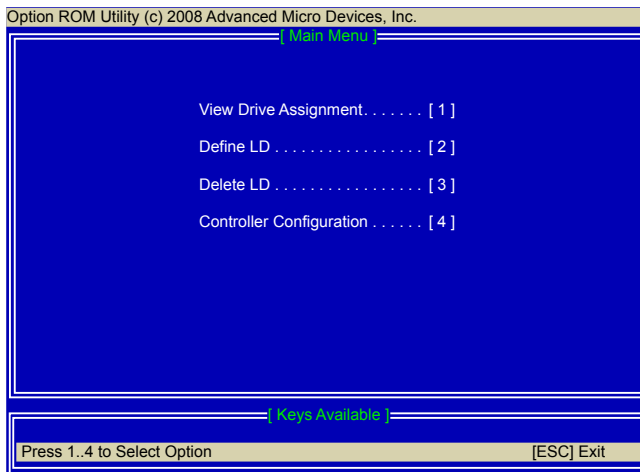 Option ROM Utility (c) 2008 Advanced Micro Devices, Inc.
[ Main Menu ]
View Drive Assignment. . . . . . . [ 1 ]
Define LD . . . . . . . . . . . . . . . . . [ 2 ]
Delete LD . . . . . . . . . . . . . . . . . [ 3 ]
Controller Configuration . . . . . . [ 4 ]
[ Keys Available ]
Press 1..4 to Select Option [ESC] Exit